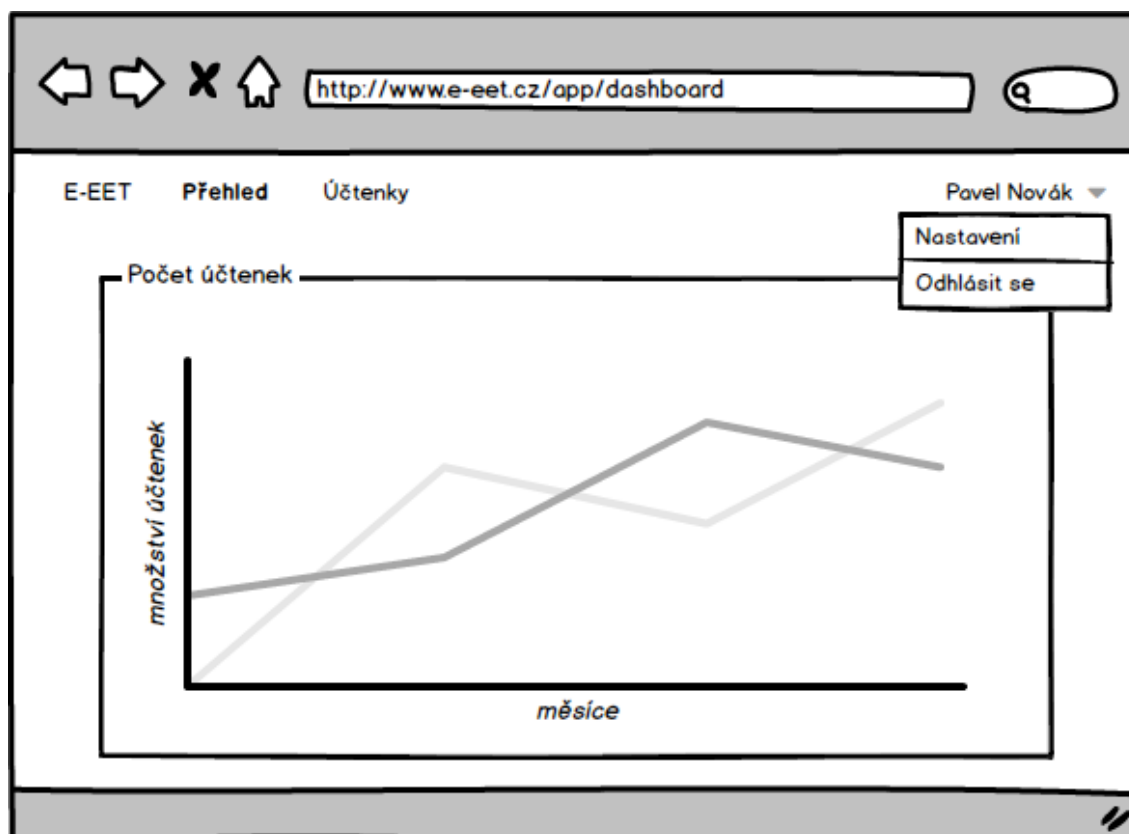 http://www.e-eet.cz/app/dashboard
E-EET Přehled Účtenky Pavel Novák
Nastavení
Odhlásit se
Počet účtenek
množství účtenek
měsíce